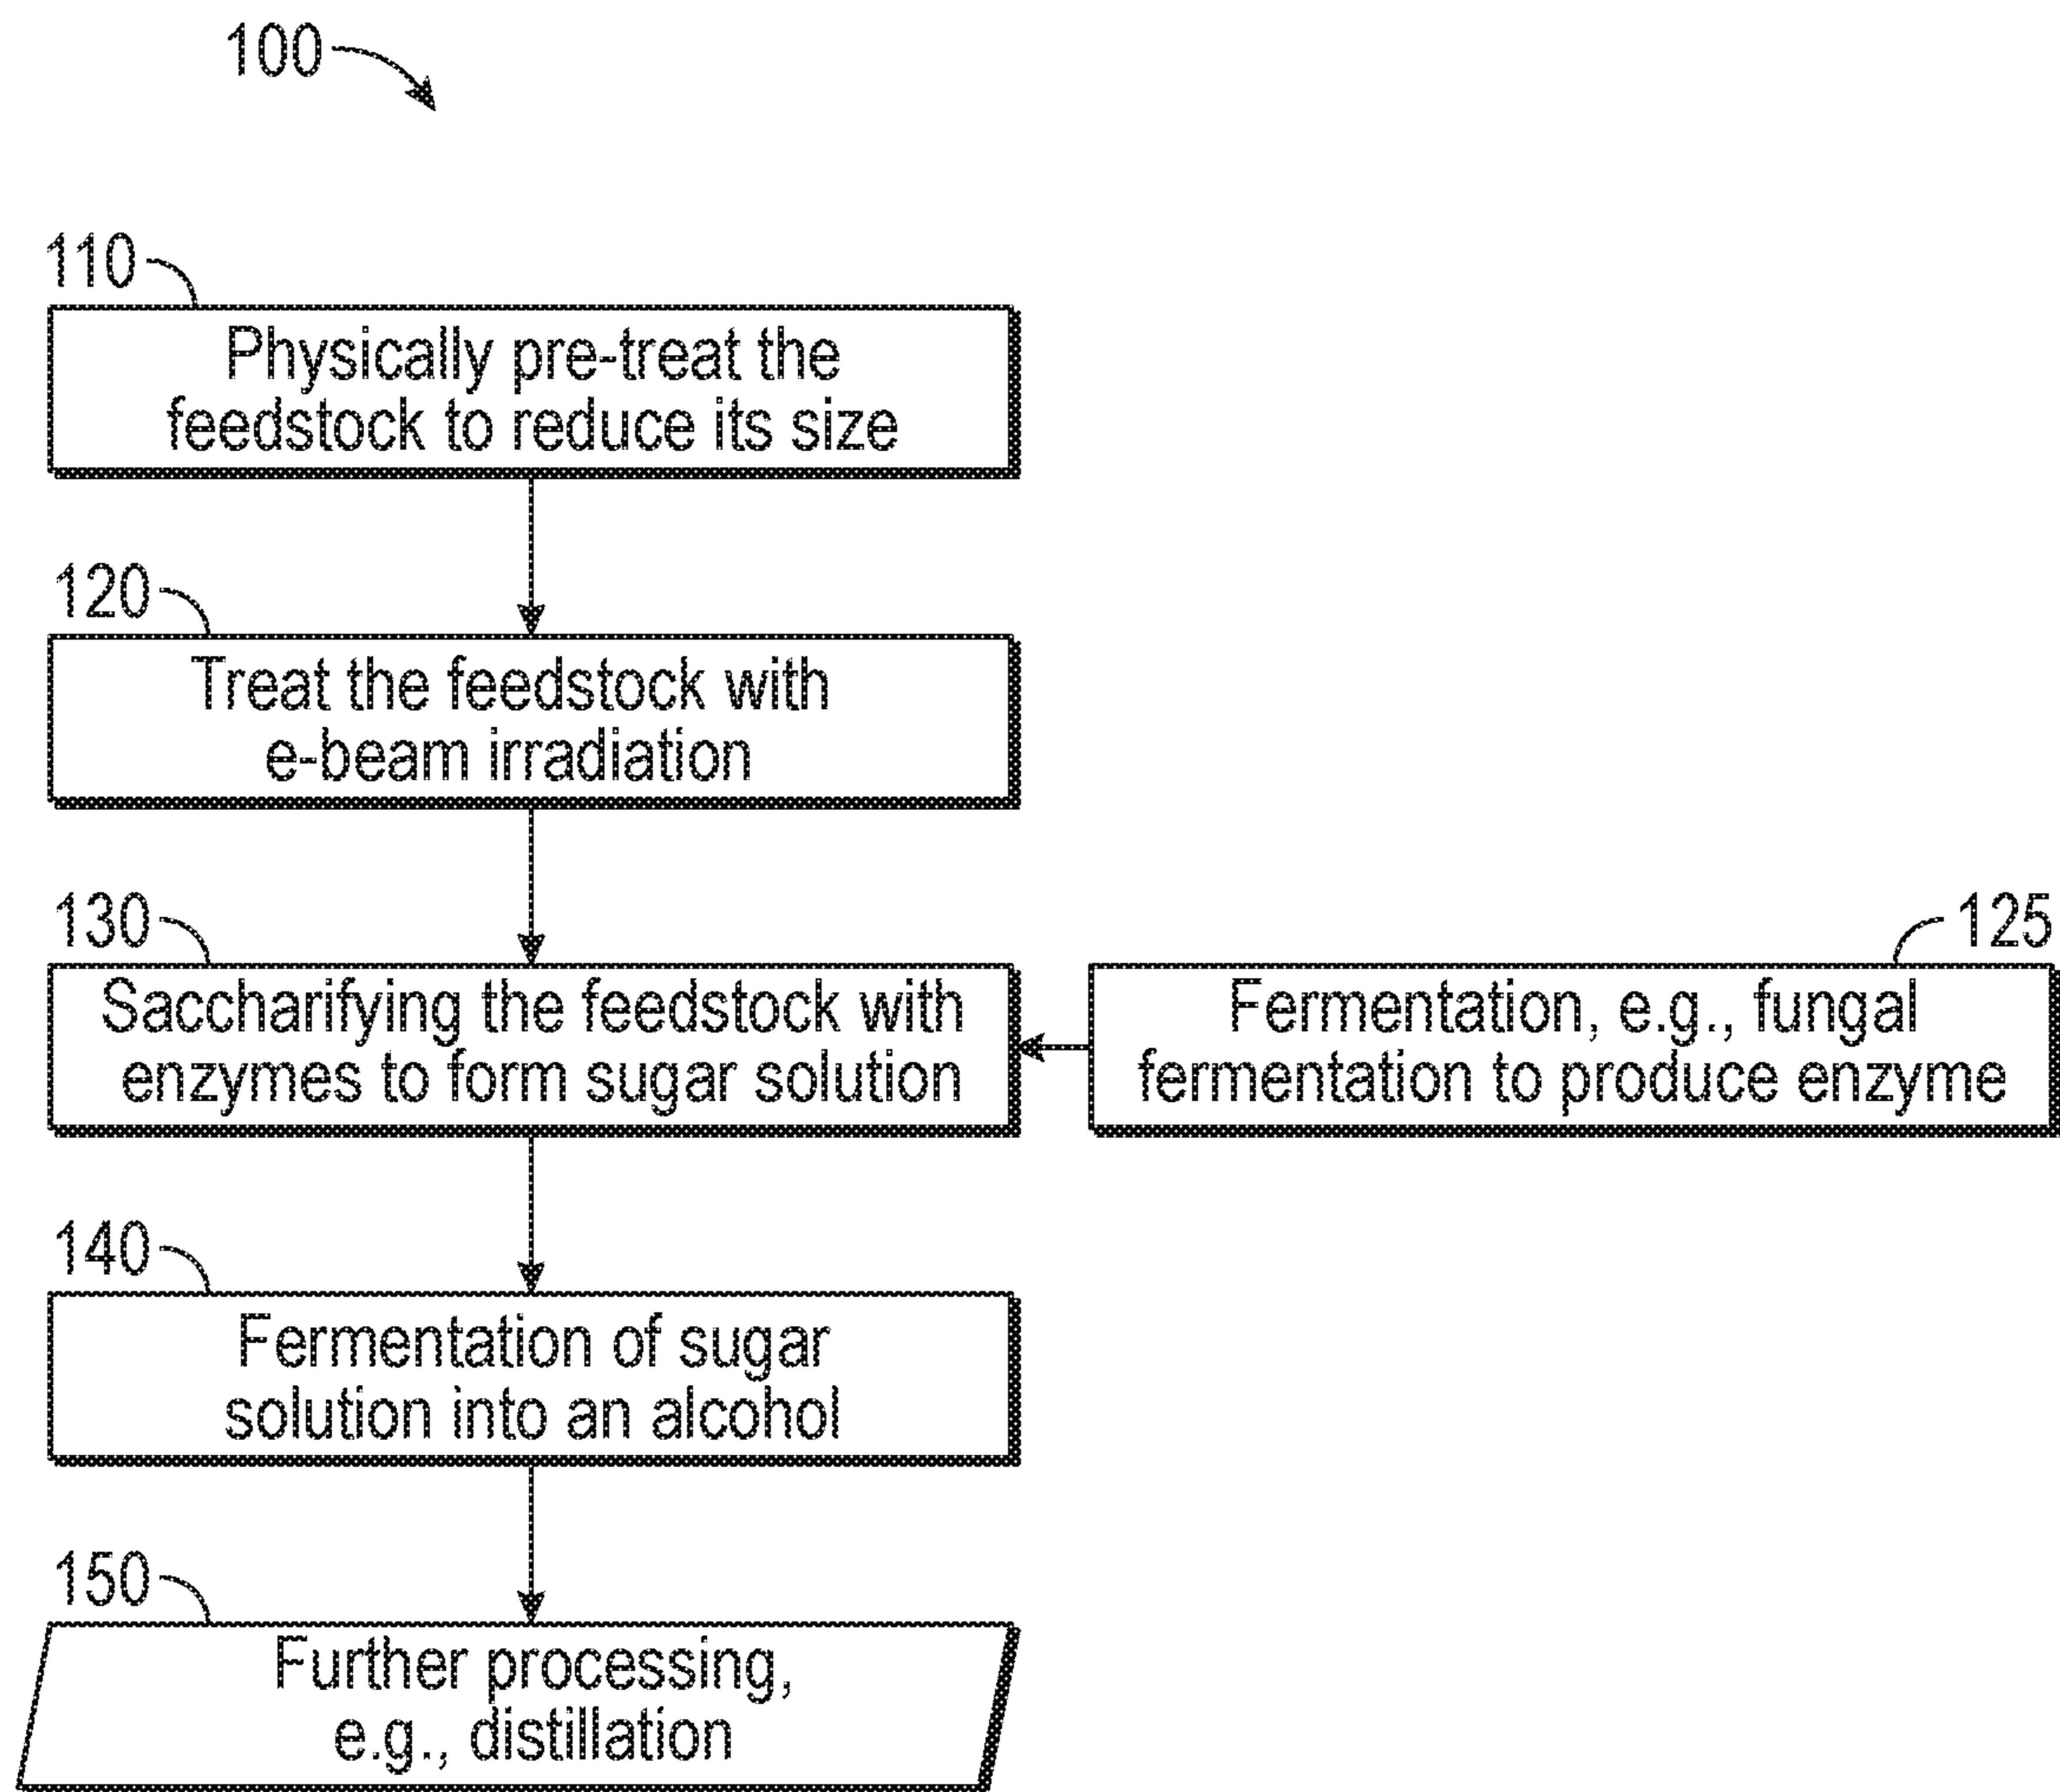 100
110
Physically pre-treat the
feedstock to reduce its size
120
Treat the feedstock with
e-beam irradiation
130
Saccharifying the feedstock with
enzymes to form sugar solution
125
Fermentation, e.g., fungal
fermentation to produce enzyme
140
Fermentation of sugar
solution into an alcohol
150
Further processing,
e.g., distillation